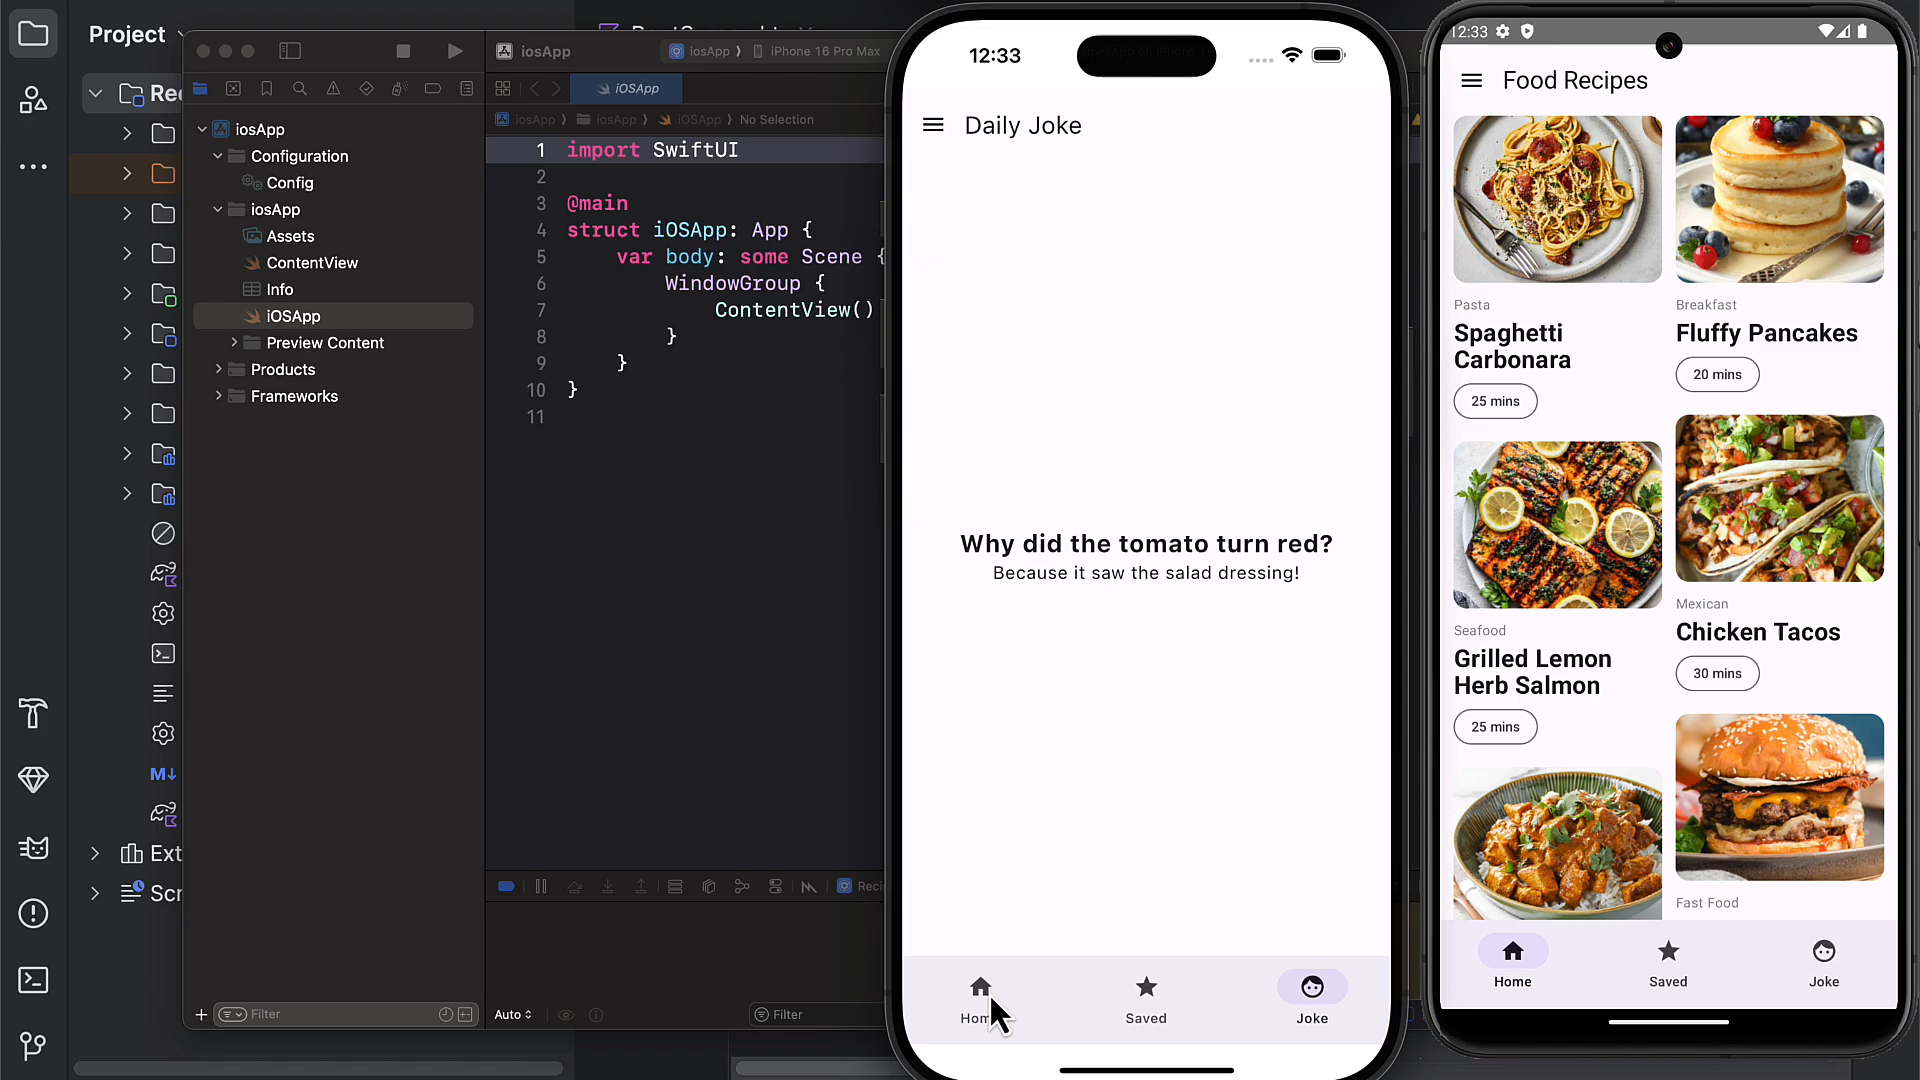 Project
Rec
M↓
Ext
Scr
iosApp
iosApp
iPhone 16 Pro Max
iOSApp
iosApp
iosApp
iOSApp
No Selection
iosApp
Configuration
Config
iosApp
Assets
ContentView
Info
iOSApp
Preview Content
Products
Frameworks
1 import SwiftUI
2
3 @main
4 struct iOSApp: App {
5 var body: some Scene {
6 WindowGroup {
7 ContentView()
8 }
9 }
10 }
11
Reci
Filter
Auto
Filter
12:33
Daily Joke
Why did the tomato turn red?
Because it saw the salad dressing!
Home
Saved
Joke
12:33
Food Recipes
Pasta
Spaghetti
Carbonara
25 mins
Breakfast
Fluffy Pancakes
20 mins
Seafood
Grilled Lemon
Herb Salmon
25 mins
Mexican
Chicken Tacos
30 mins
Fast Food
Home
Saved
Joke